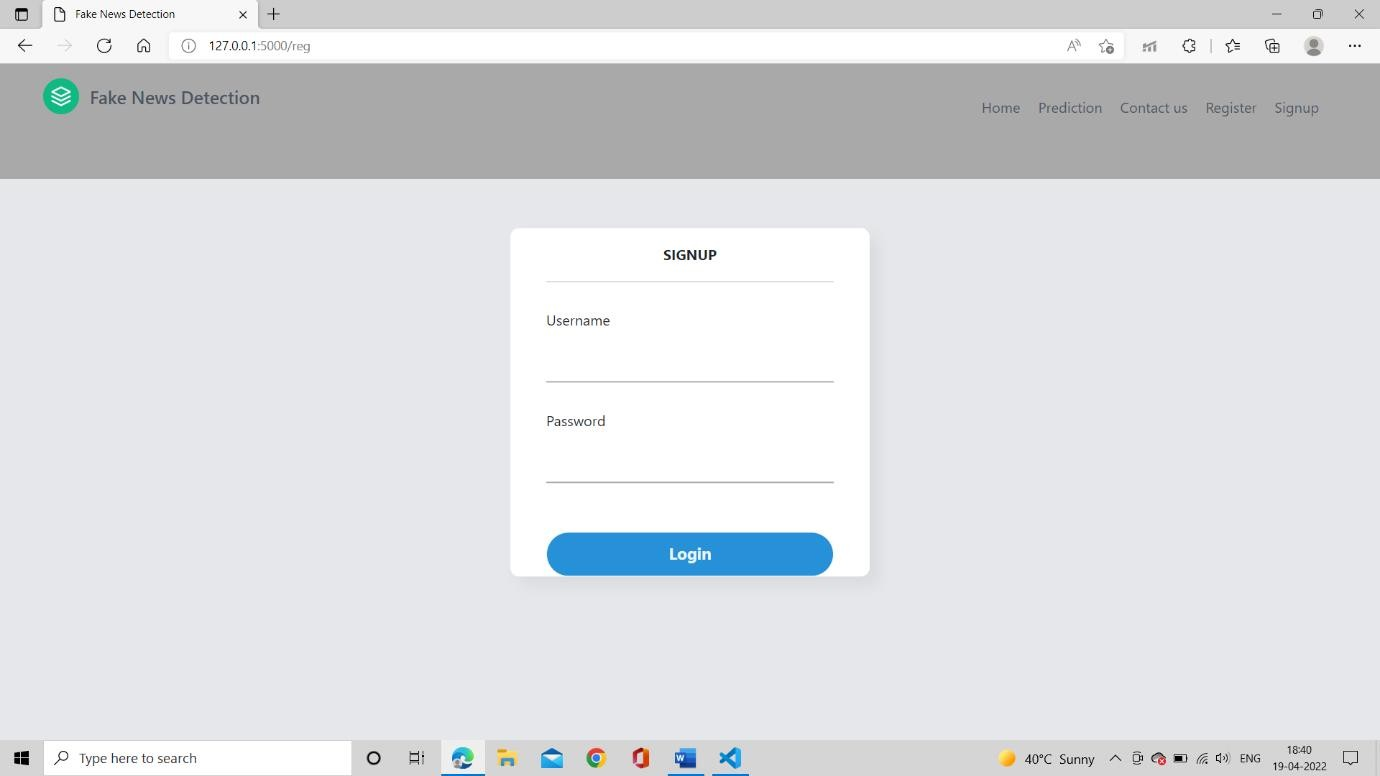 Fake News Detection
127.0.0.1:5000/reg
Fake News Detection
Home Prediction Contact us Register Signup
SIGNUP
Username
Password
Login
Type here to search
40°C Sunny
ENG
18:40
19-04-2022